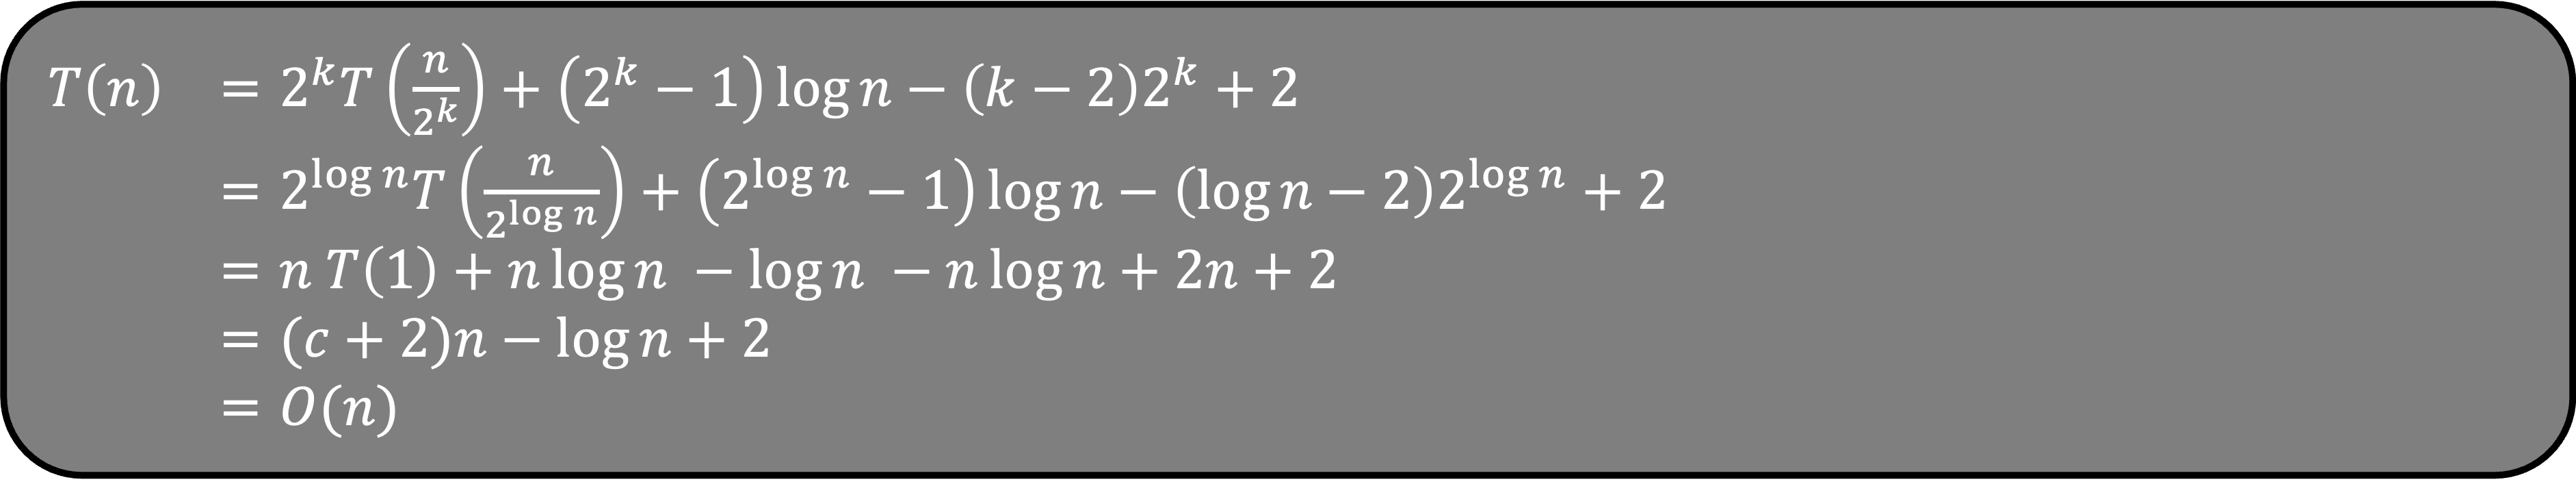 T(n) = 2^k T(n/2^k) + (2^k − 1) log n − (k − 2)2^k + 2
= 2^{log n} T(n/2^{log n}) + (2^{log n} − 1) log n − (log n − 2)2^{log n} + 2
= n T(1) + n log n − log n − n log n + 2n + 2
= (c + 2)n − log n + 2
= O(n)